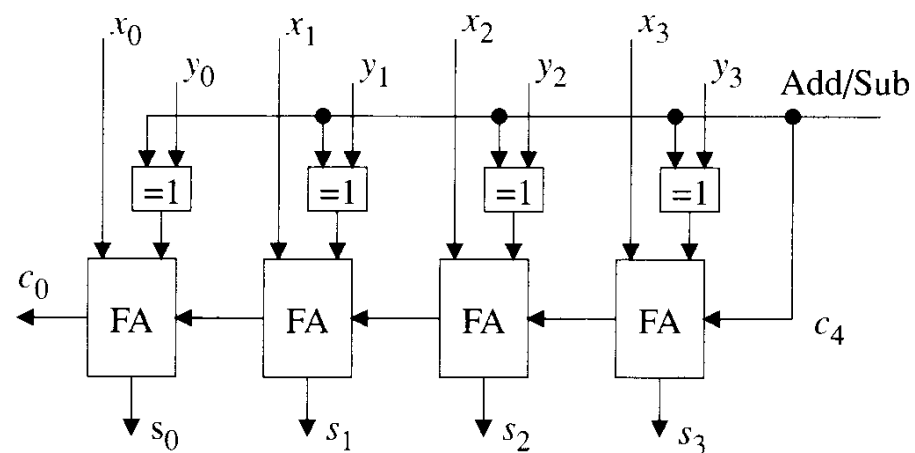 x₀ x₁ x₂ x₃
y₀ y₁ y₂ y₃ Add/Sub
=1 =1 =1 =1
c₀ FA FA FA FA c₄
s₀ s₁ s₂ s₃